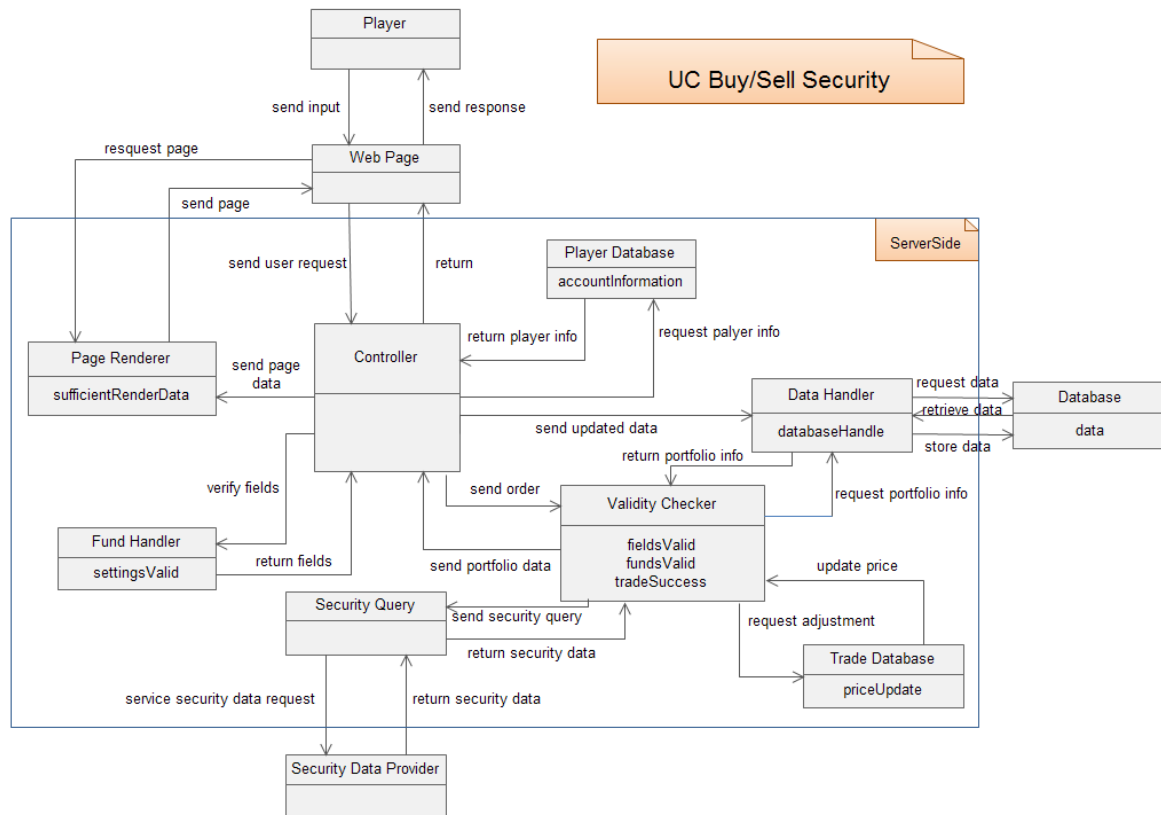 Player
UC Buy/Sell Security
send input
send response
resquest page
Web Page
send page
ServerSide
send user request
return
Player Database
accountInformation
return player info
request palyer info
Page Renderer
sufficientRenderData
send page
data
Controller
Data Handler
databaseHandle
request data
retrieve data
store data
Database
data
send updated data
return portfolio info
request portfolio info
verify fields
send order
Validity Checker
fieldsValid
fundsValid
tradeSuccess
Fund Handler
settingsValid
return fields
send portfolio data
update price
Security Query
send security query
return security data
request adjustment
Trade Database
priceUpdate
service security data request
return security data
Security Data Provider